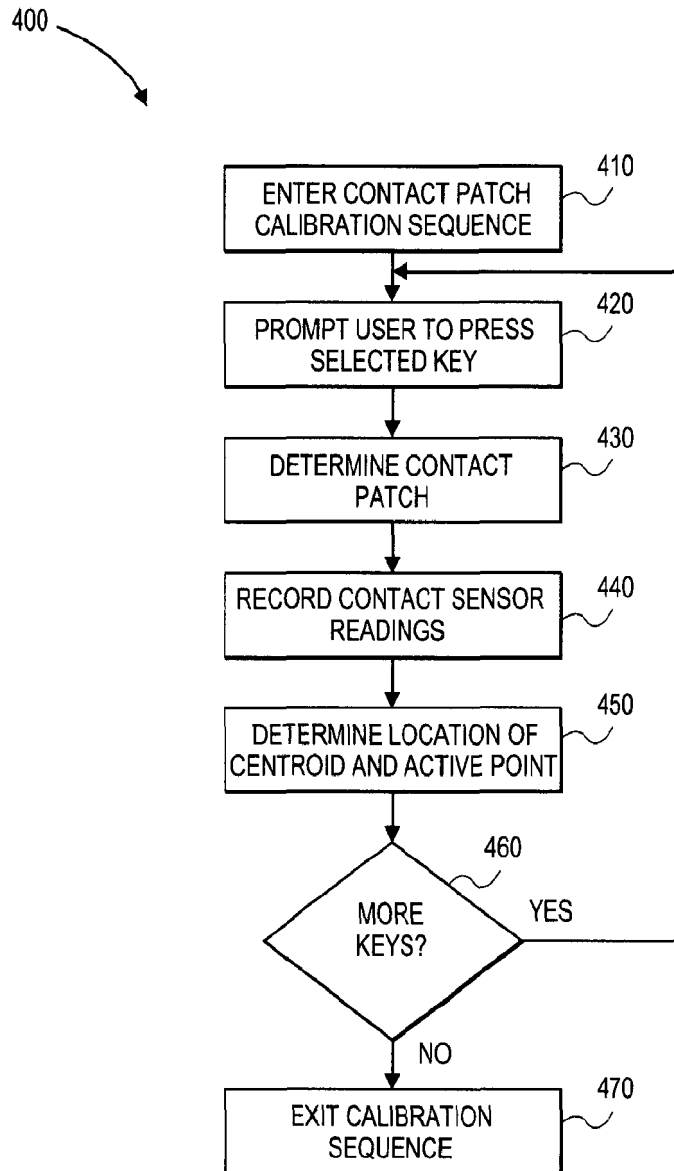 400
410
ENTER CONTACT PATCH
CALIBRATION SEQUENCE
420
PROMPT USER TO PRESS
SELECTED KEY
430
DETERMINE CONTACT
PATCH
440
RECORD CONTACT SENSOR
READINGS
450
DETERMINE LOCATION OF
CENTROID AND ACTIVE POINT
460
MORE
KEYS?
YES
NO
470
EXIT CALIBRATION
SEQUENCE